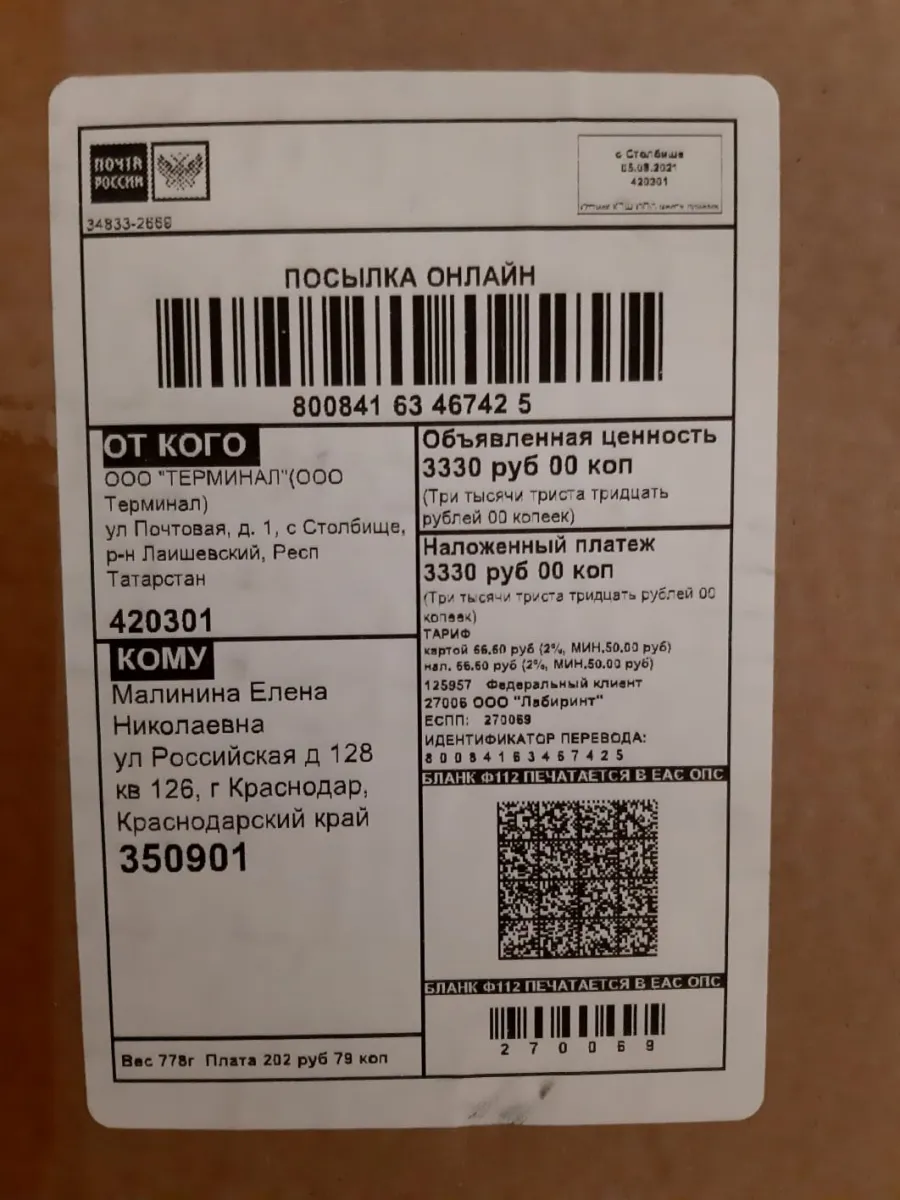 ПОЧТА
РОССИИ
с Столбище
420301
34833-2669
ПОСЫЛКА ОНЛАЙН
800841 63 46742 5
ОТ КОГО
ООО "ТЕРМИНАЛ"(ООО
Терминал)
ул Почтовая, д. 1, с Столбище,
р-н Лаишевский, Респ
Татарстан
420301
КОМУ
Малинина Елена
Николаевна
ул Российская д 128
кв 126, г Краснодар,
Краснодарский край
350901
Вес 778г Плата 202 руб 79 коп
Объявленная ценность
3330 руб 00 коп
(Три тысячи триста тридцать
рублей 00 копеек)
Наложенный платеж
3330 руб 00 коп
(Три тысячи триста тридцать рублей 00
копеек)
ТАРИФ
картой 66.60 руб (2%, МИН.50.00 руб)
нал. 66.60 руб (2%, МИН.50.00 руб)
125957 Федеральный клиент
27006 ООО "Лабиринт"
ЕСПП: 270069
ИДЕНТИФИКАТОР ПЕРЕВОДА:
80084163467425
БЛАНК Ф112 ПЕЧАТАЕТСЯ В ЕАС ОПС
БЛАНК Ф112 ПЕЧАТАЕТСЯ В ЕАС ОПС
270069